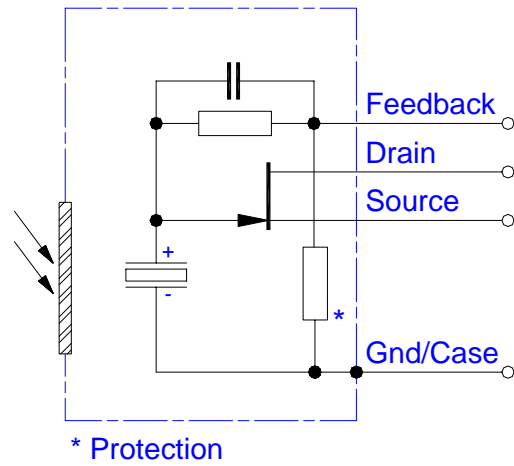 Feedback
Drain
Source
+
-
*
Gnd/Case
* Protection